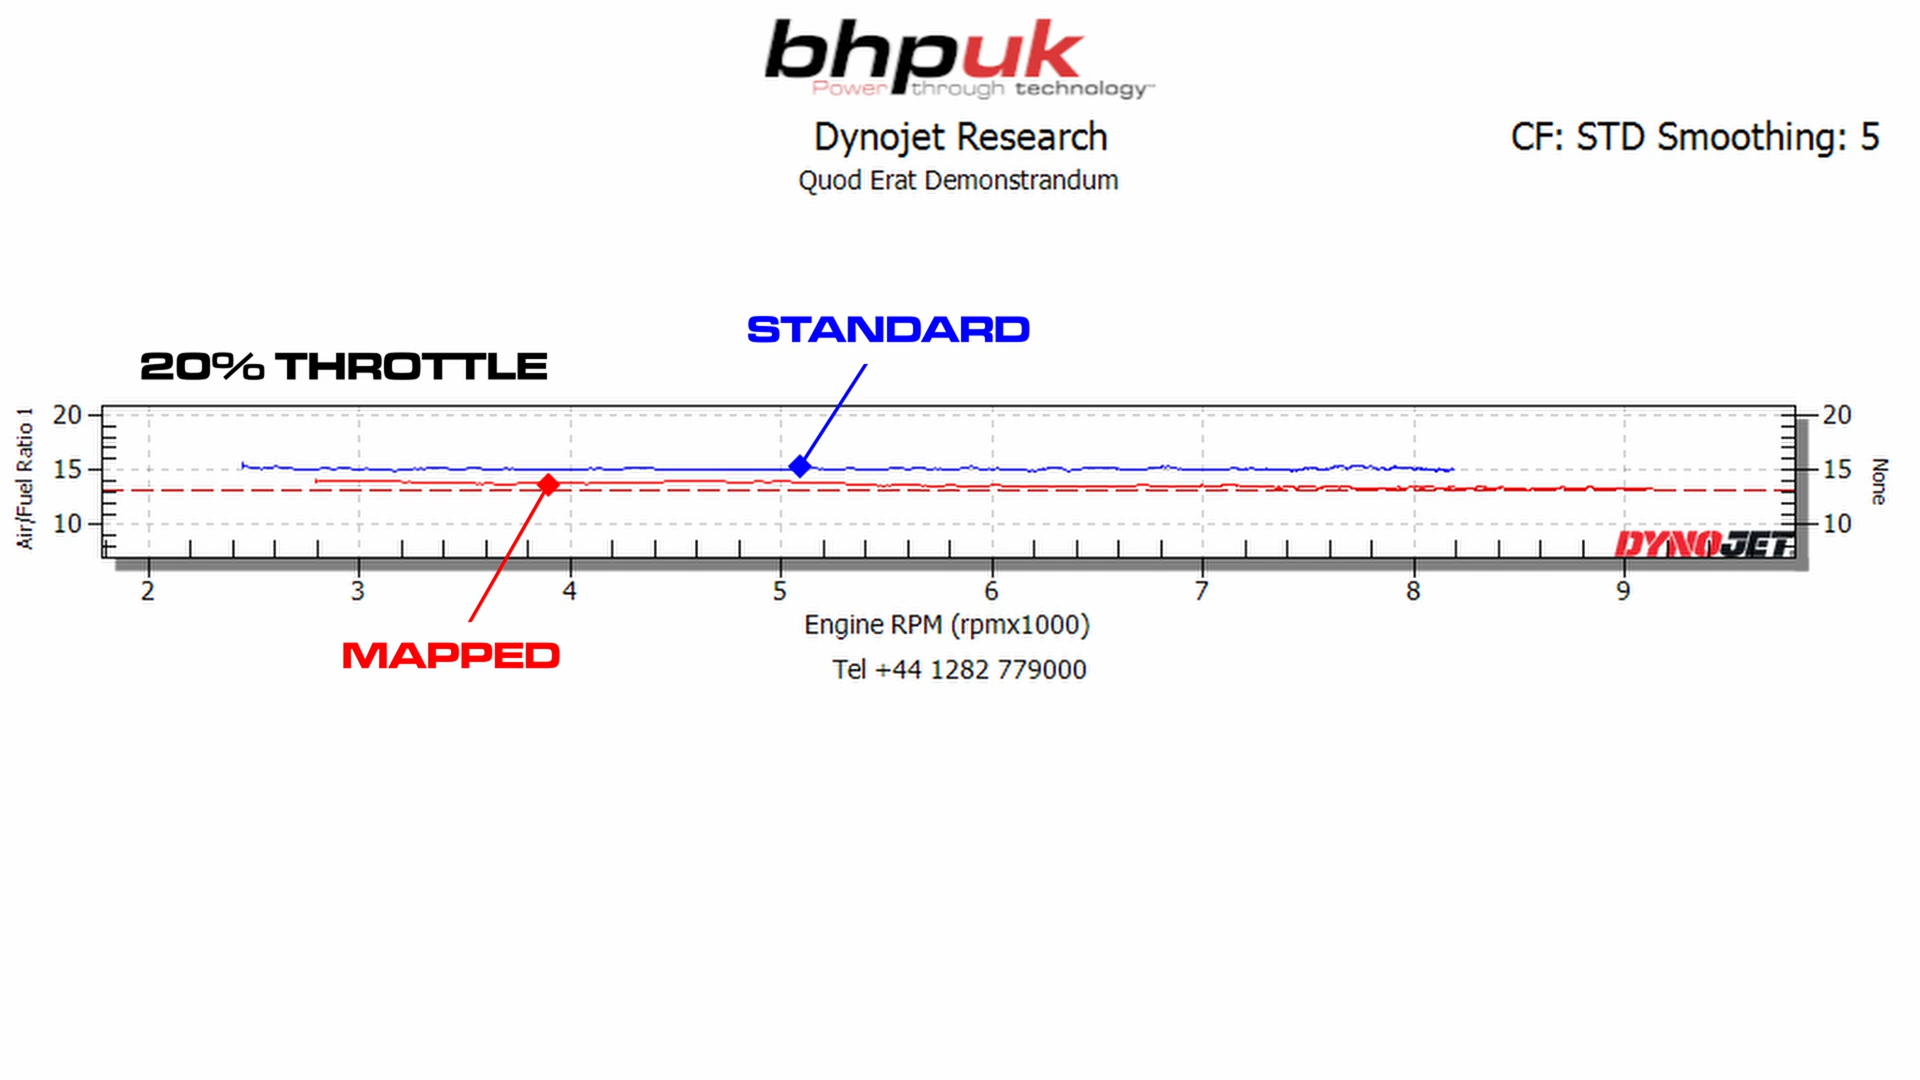 bhpuk
Power through technology
Dynojet Research
CF: STD Smoothing: 5
Quod Erat Demonstrandum
STANDARD
20% THROTTLE
Air/Fuel Ratio 1
20
15
10
20
15
10
None
DYNOJET
2 3 4 5 6 7 8 9
Engine RPM (rpmx1000)
MAPPED
Tel +44 1282 779000